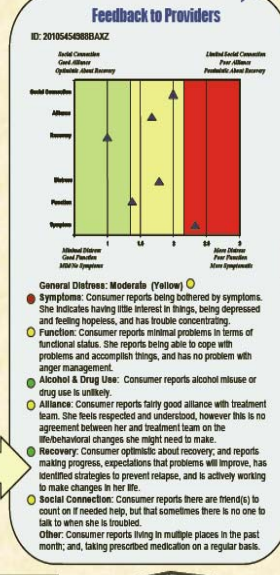 Feedback to Providers
ID: 20105454988BAXZ
Social Connection
Good Alliance
Optimistic About Recovery
Limited Social Connection
Poor Alliance
Pessimistic About Recovery
Social Connection
Alliance
Recovery
Distress
Function
Symptom
1 1.5 2 2.5 3
Minimal Distress
Good Function
Mild/No Symptoms
More Distress
Poor Function
More Symptomatic
General Distress: Moderate (Yellow)
Symptoms: Consumer reports being bothered by symptoms.
She indicates having little interest in things, being depressed
and feeling hopeless, and has trouble concentrating.
Function: Consumer reports minimal problems in terms of
functional status. She reports being able to cope with
problems and accomplish things, and has no problem with
anger management.
Alcohol & Drug Use: Consumer reports alcohol misuse or
drug use is unlikely.
Alliance: Consumer reports fairly good alliance with treatment
team. She feels respected and understood, however this is no
agreement between her and treatment team on the
life/behavioral changes she might need to make.
Recovery: Consumer optimistic about recovery; and reports
making progress, expectations that problems will improve, has
identified strategies to prevent relapse, and is actively working
to make changes in her life.
Social Connection: Consumer reports there are friend(s) to
count on if needed help, but that sometimes there is no one to
talk to when she is troubled.
Other: Consumer reports living in multiple places in the past
month; and, taking prescribed medication on a regular basis.